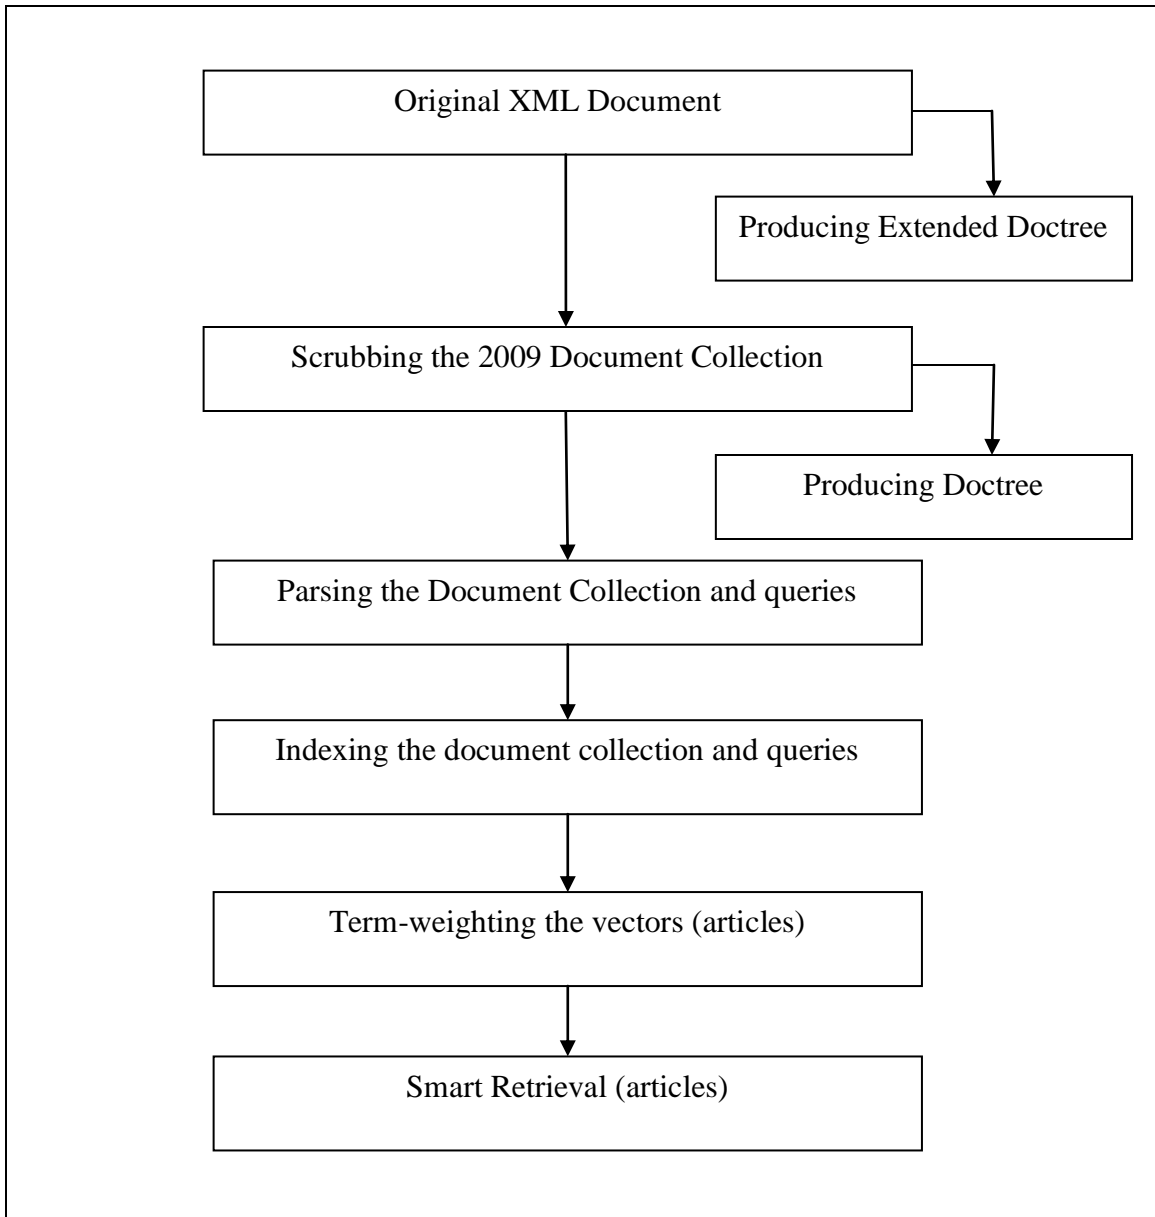 Original XML Document
Producing Extended Doctree
Scrubbing the 2009 Document Collection
Producing Doctree
Parsing the Document Collection and queries
Indexing the document collection and queries
Term-weighting the vectors (articles)
Smart Retrieval (articles)